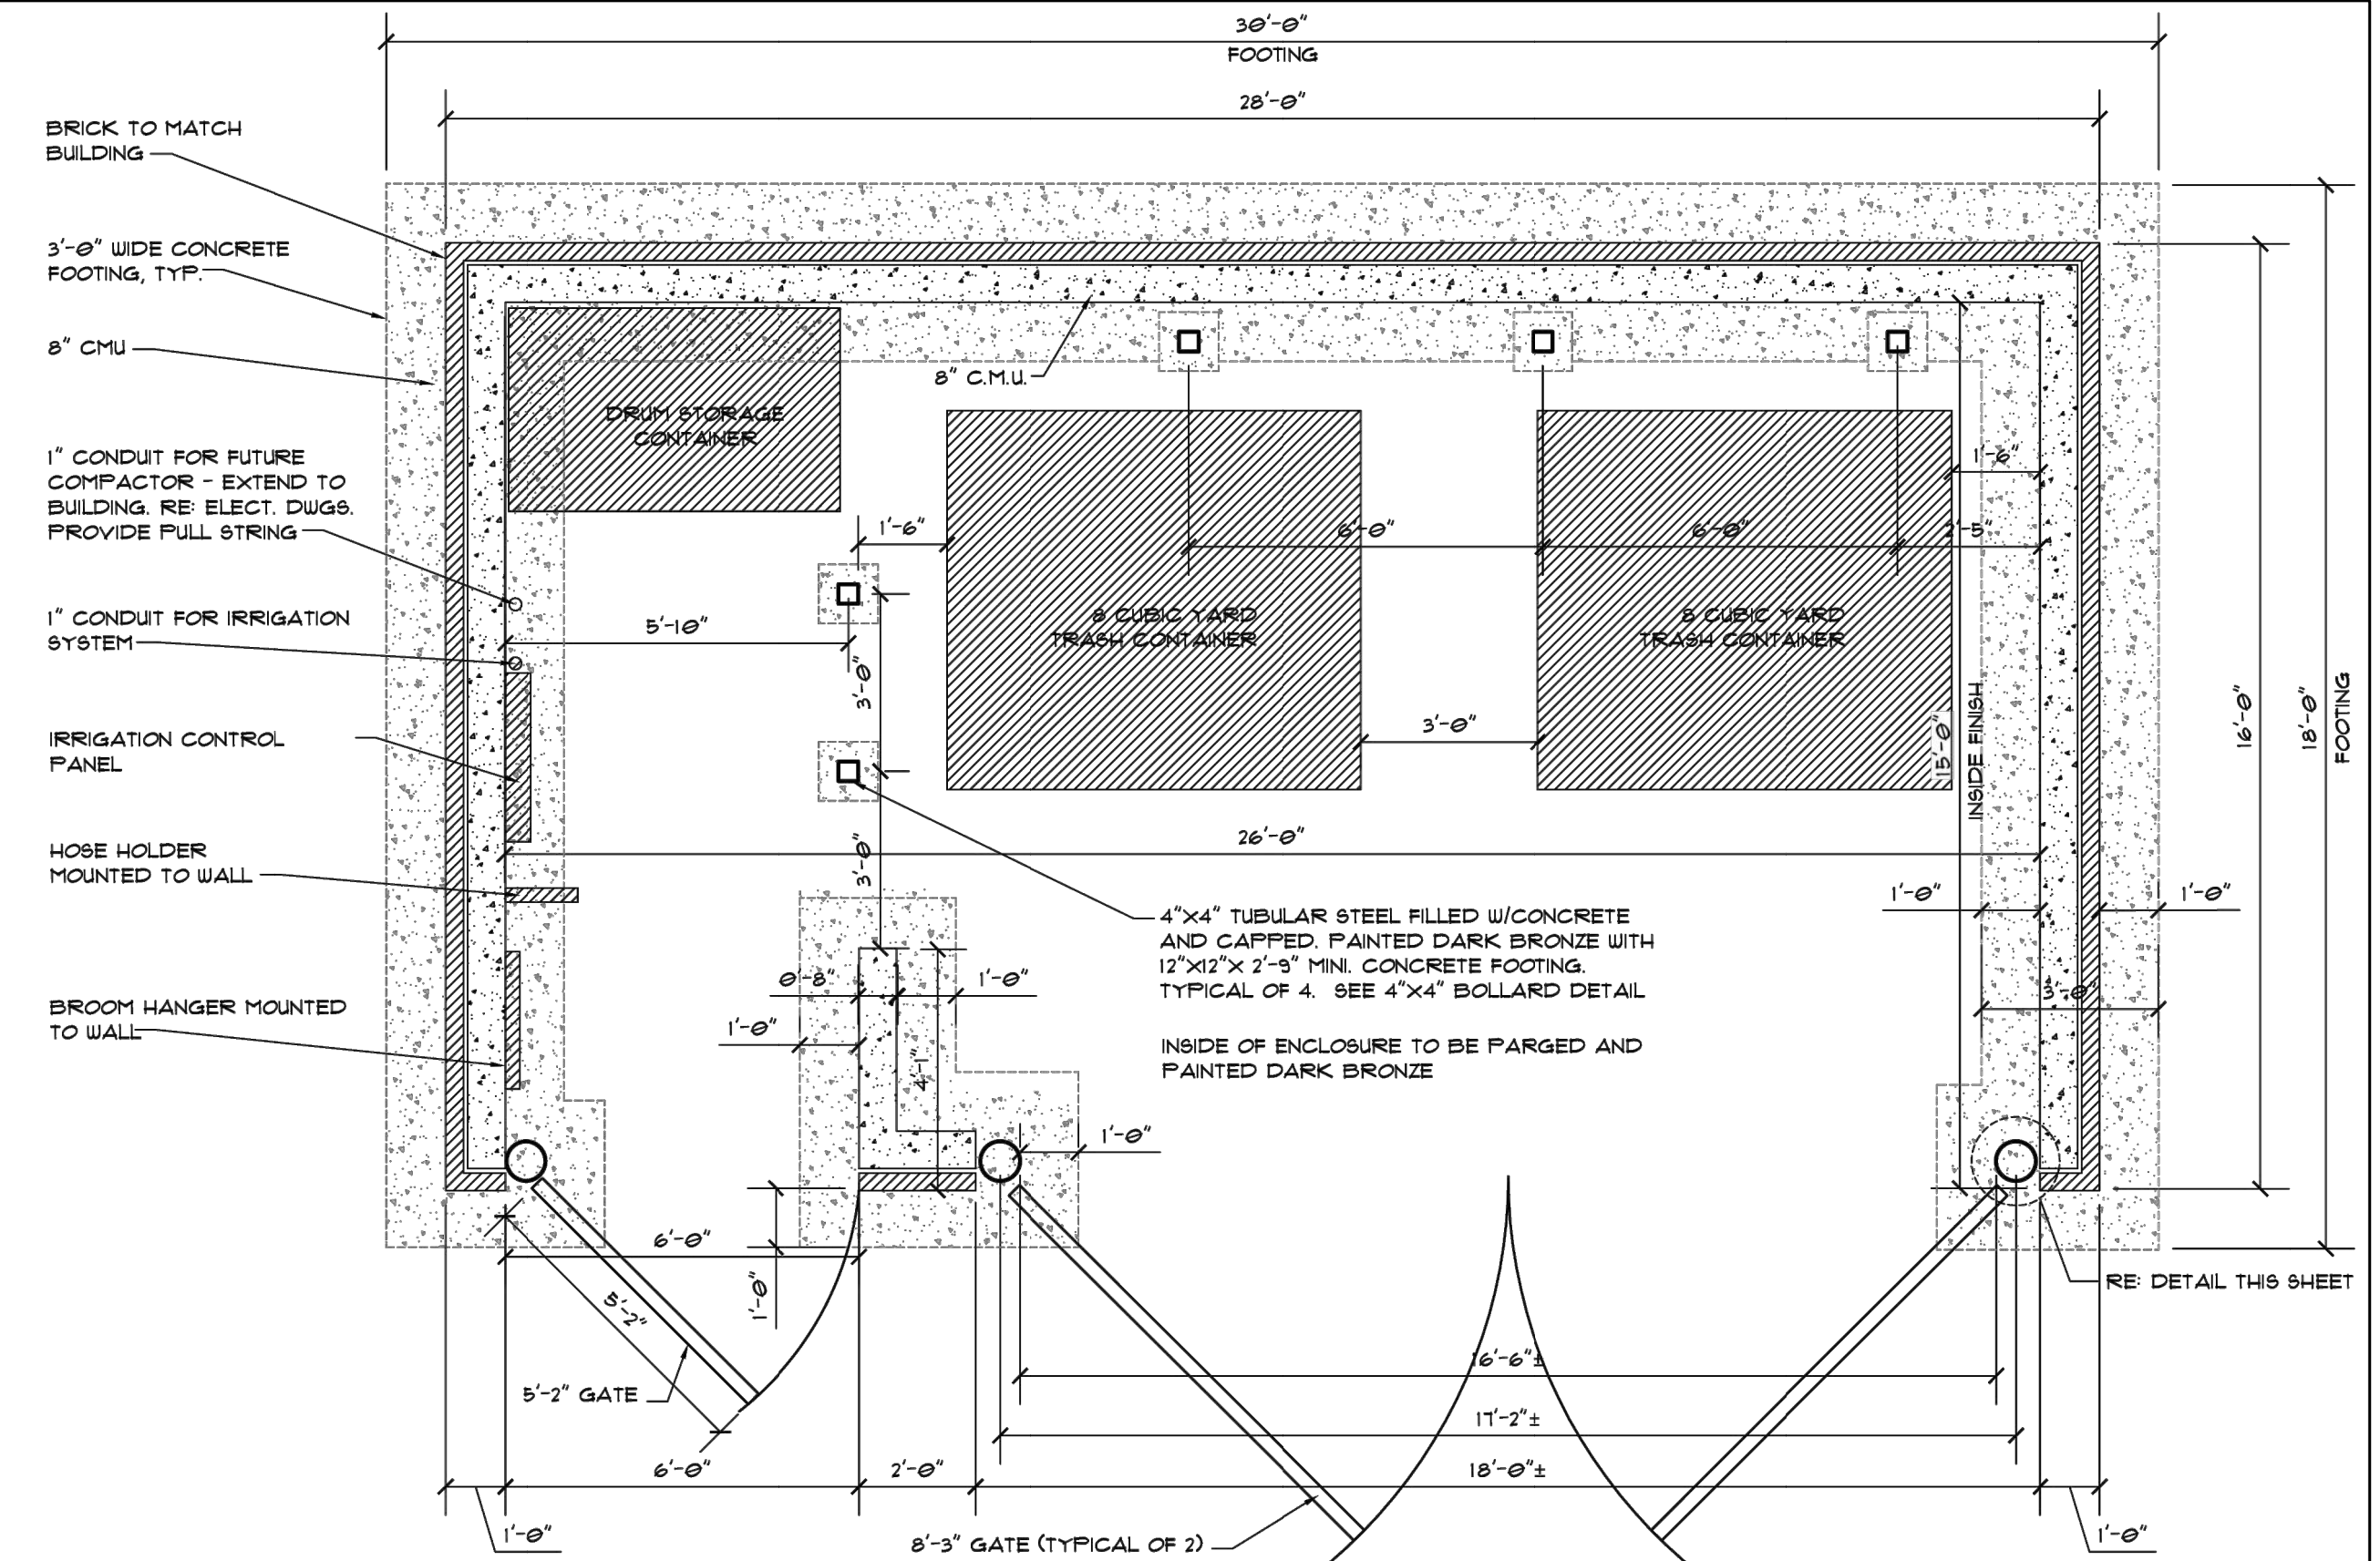 30'-0"
FOOTING
28'-0"
BRICK TO MATCH
BUILDING
3'-0" WIDE CONCRETE
FOOTING, TYP.
8" CMU
1" CONDUIT FOR FUTURE
COMPACTOR - EXTEND TO
BUILDING. RE: ELECT. DWGS.
PROVIDE PULL STRING
1" CONDUIT FOR IRRIGATION
SYSTEM
IRRIGATION CONTROL
PANEL
HOSE HOLDER
MOUNTED TO WALL
BROOM HANGER MOUNTED
TO WALL
8" C.M.U.
DRUM STORAGE
CONTAINER
1'-6"
1'-6"
6'-0"
6'-0"
2'-5"
5'-10"
3'-0"
8 CUBIC YARD
TRASH CONTAINER
8 CUBIC YARD
TRASH CONTAINER
3'-0"
15'-0"
INSIDE FINISH
16'-0"
18'-0"
FOOTING
26'-0"
3'-0"
1'-0"
1'-0"
4"X4" TUBULAR STEEL FILLED W/CONCRETE
AND CAPPED. PAINTED DARK BRONZE WITH
12"X12"X 2'-9" MINI. CONCRETE FOOTING.
TYPICAL OF 4. SEE 4"X4" BOLLARD DETAIL
INSIDE OF ENCLOSURE TO BE PARGED AND
PAINTED DARK BRONZE
0'-8"
1'-0"
3'-0"
1'-0"
4'-1"
1'-0"
6'-0"
1'-0"
5'-2"
RE: DETAIL THIS SHEET
5'-2" GATE
16'-6"±
17'-2"±
6'-0"
2'-0"
18'-0"±
1'-0"
8'-3" GATE (TYPICAL OF 2)
1'-0"